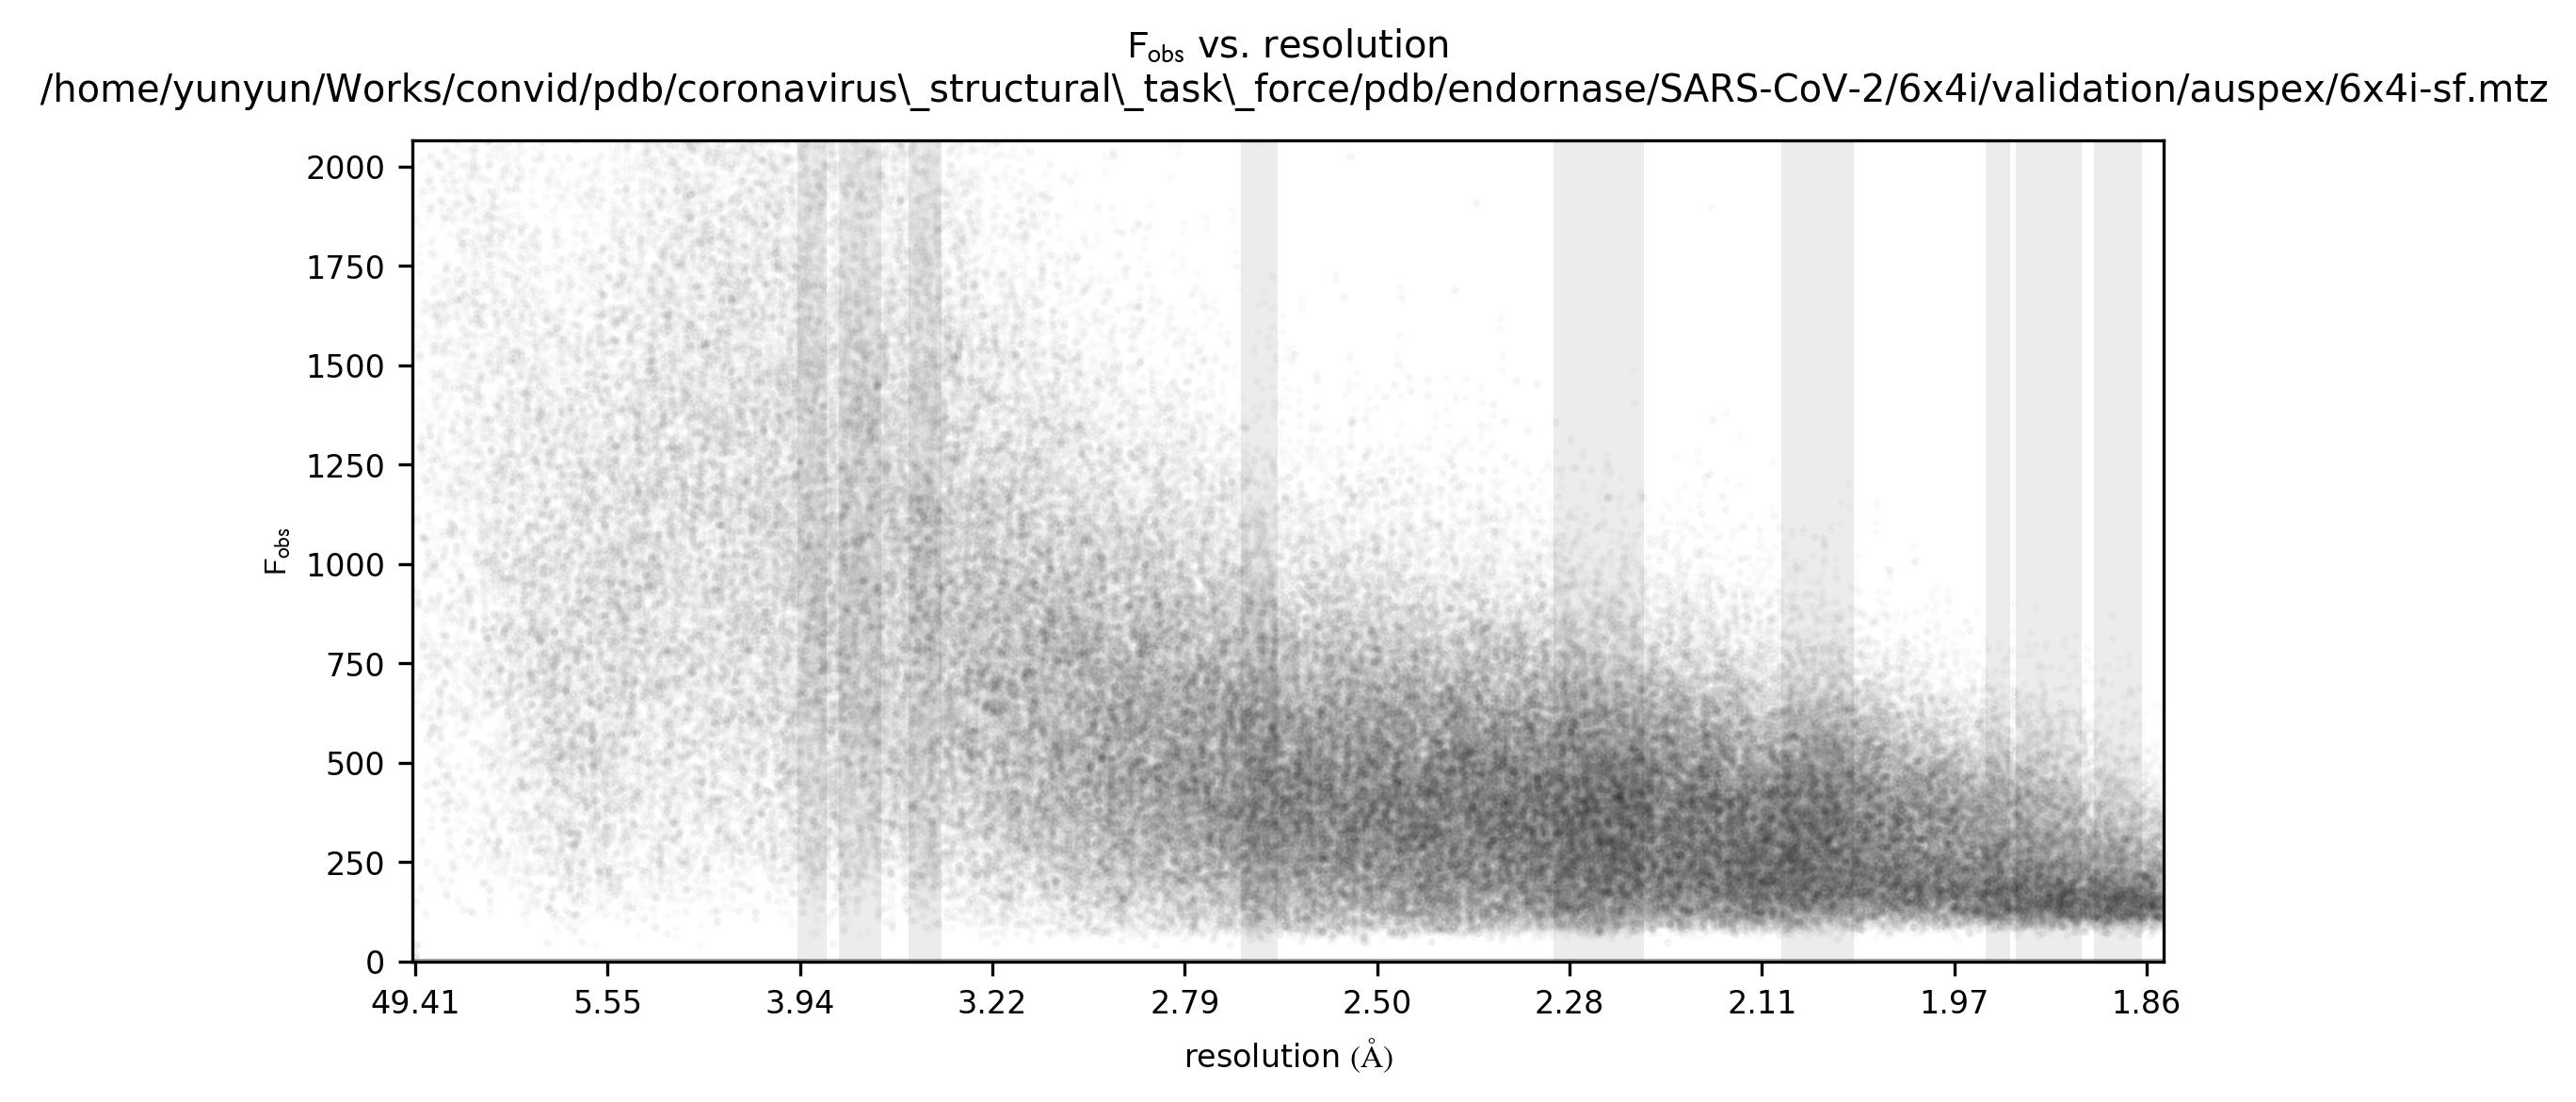 Fobs vs. resolution
/home/yunyun/Works/convid/pdb/coronavirus\_structural\_task\_force/pdb/endornase/SARS-CoV-2/6x4i/validation/auspex/6x4i-sf.mtz
2000
1750
1500
1250
1000
750
500
250
0
Fobs
49.41 5.55 3.94 3.22 2.79 2.50 2.28 2.11 1.97 1.86
resolution (Å)